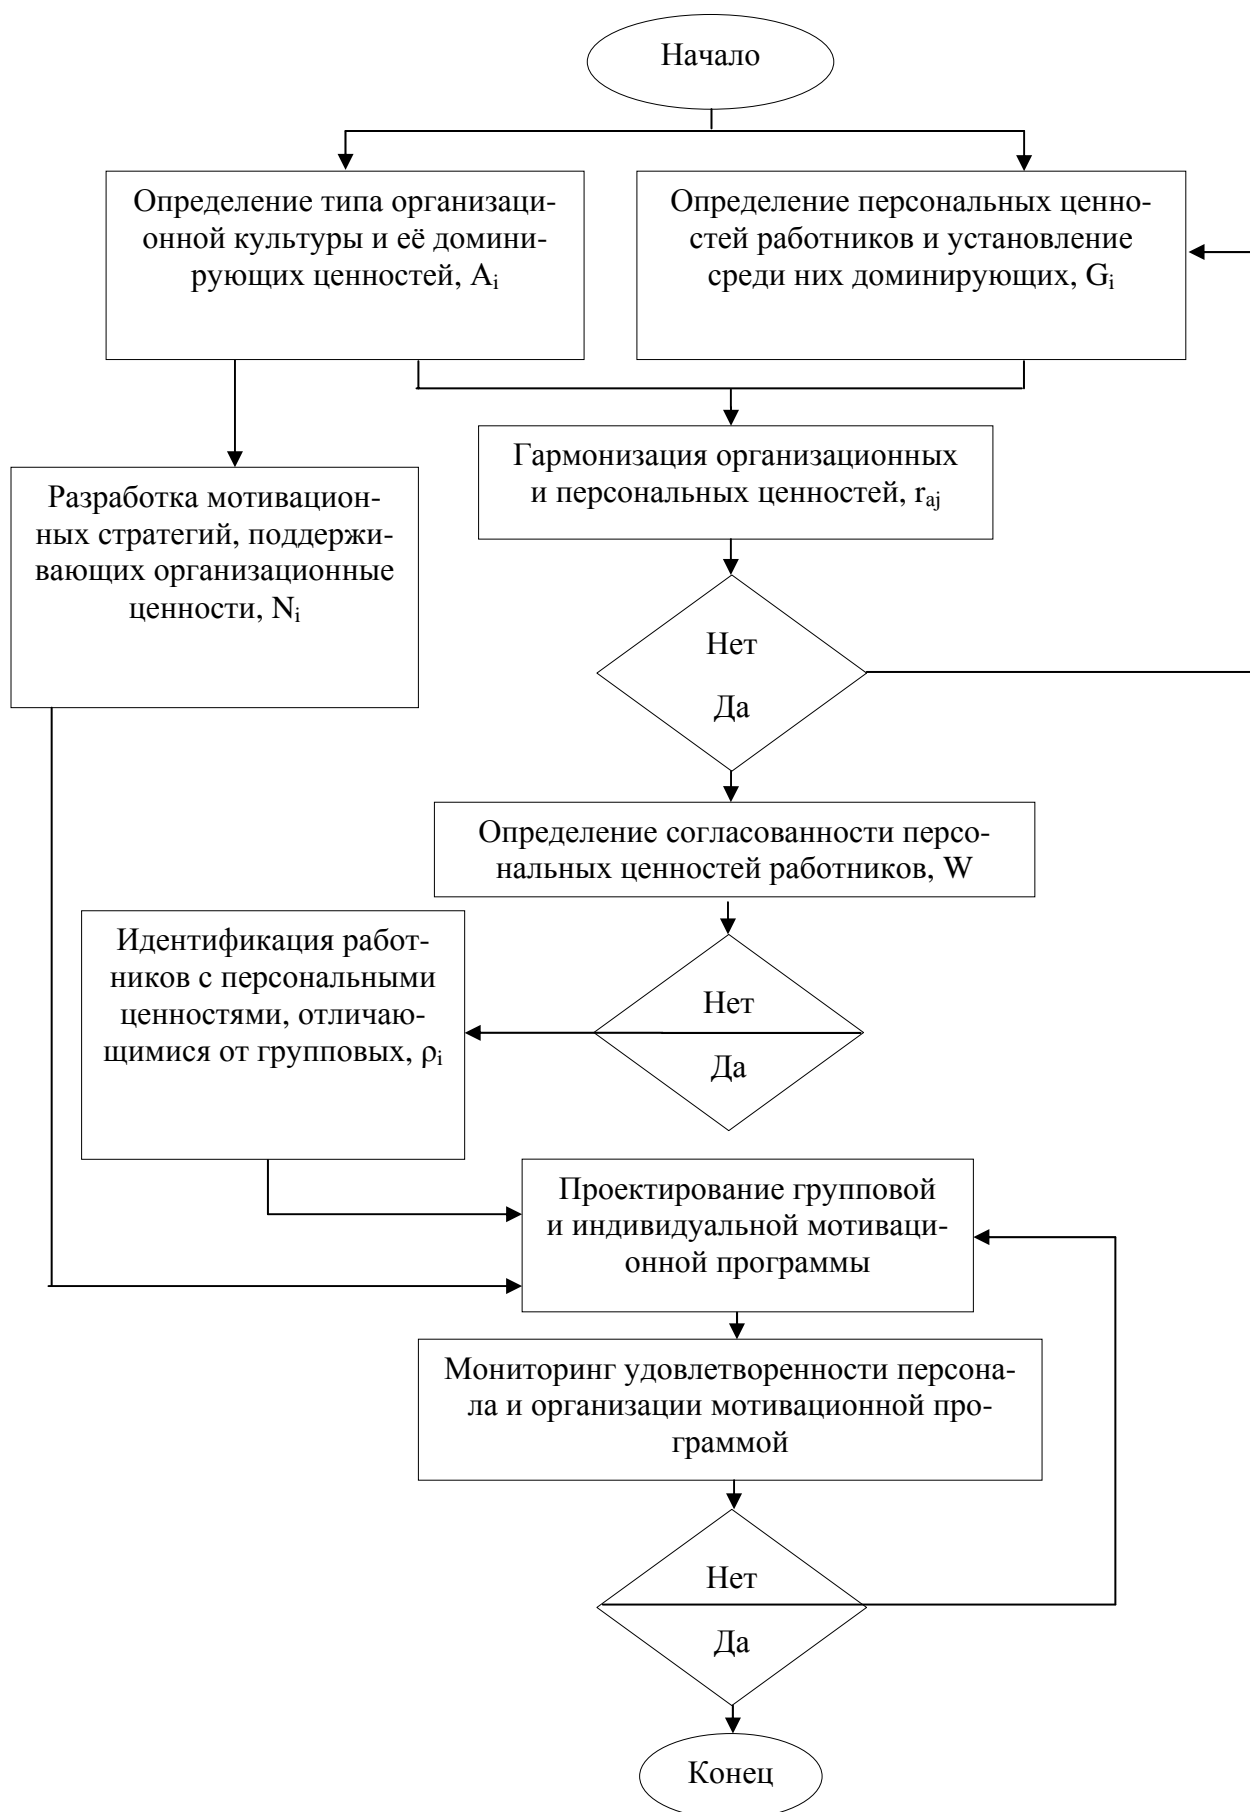 Начало
Определение типа организаци-
онной культуры и её домини-
рующих ценностей, Ai
Определение персональных ценно-
стей работников и установление
среди них доминирующих, Gi
Гармонизация организационных
и персональных ценностей, raj
Разработка мотивацион-
ных стратегий, поддержи-
вающих организационные
ценности, Ni
Нет
Да
Определение согласованности персо-
нальных ценностей работников, W
Идентификация работ-
ников с персональными
ценностями, отличаю-
щимися от групповых, ρi
Нет
Да
Проектирование групповой
и индивидуальной мотиваци-
онной программы
Мониторинг удовлетворенности персона-
ла и организации мотивационной про-
граммой
Нет
Да
Конец